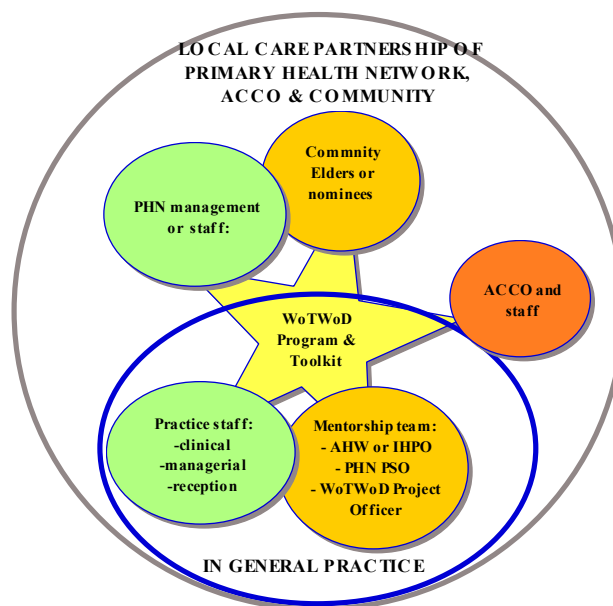 LOCAL CARE PARTNERSHIP OF
PRIMARY HEALTH NETWORK,
ACCO & COMMUNITY
Commnity
Elders or
nominees
PHN management
or staff:
ACCO and
staff
WoTWoD
Program &
Toolkit
Practice staff:
-clinical
-managerial
-reception
Mentorship team:
- AHW or IHPO
- PHN PSO
- WoTWoD Project
Officer
IN GENERAL PRACTICE